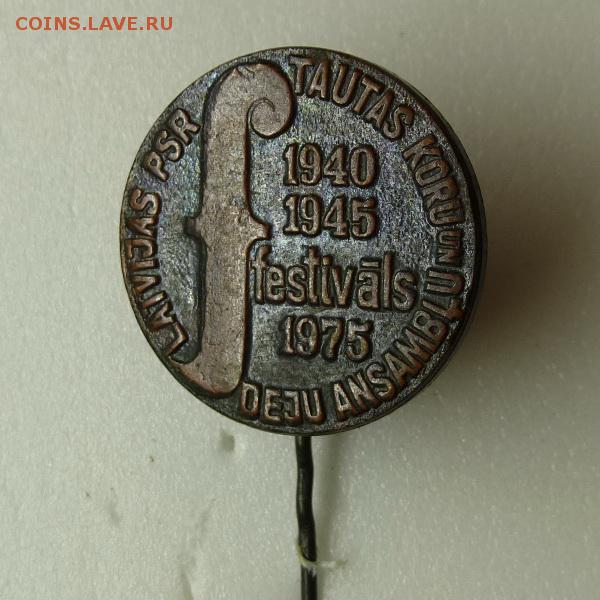 COINS.LAVE.RU
LATVIJAS PSR
TAUTAS KORU UN
DEJU ANSAMBĻU
1940
1945
festivāls
1975